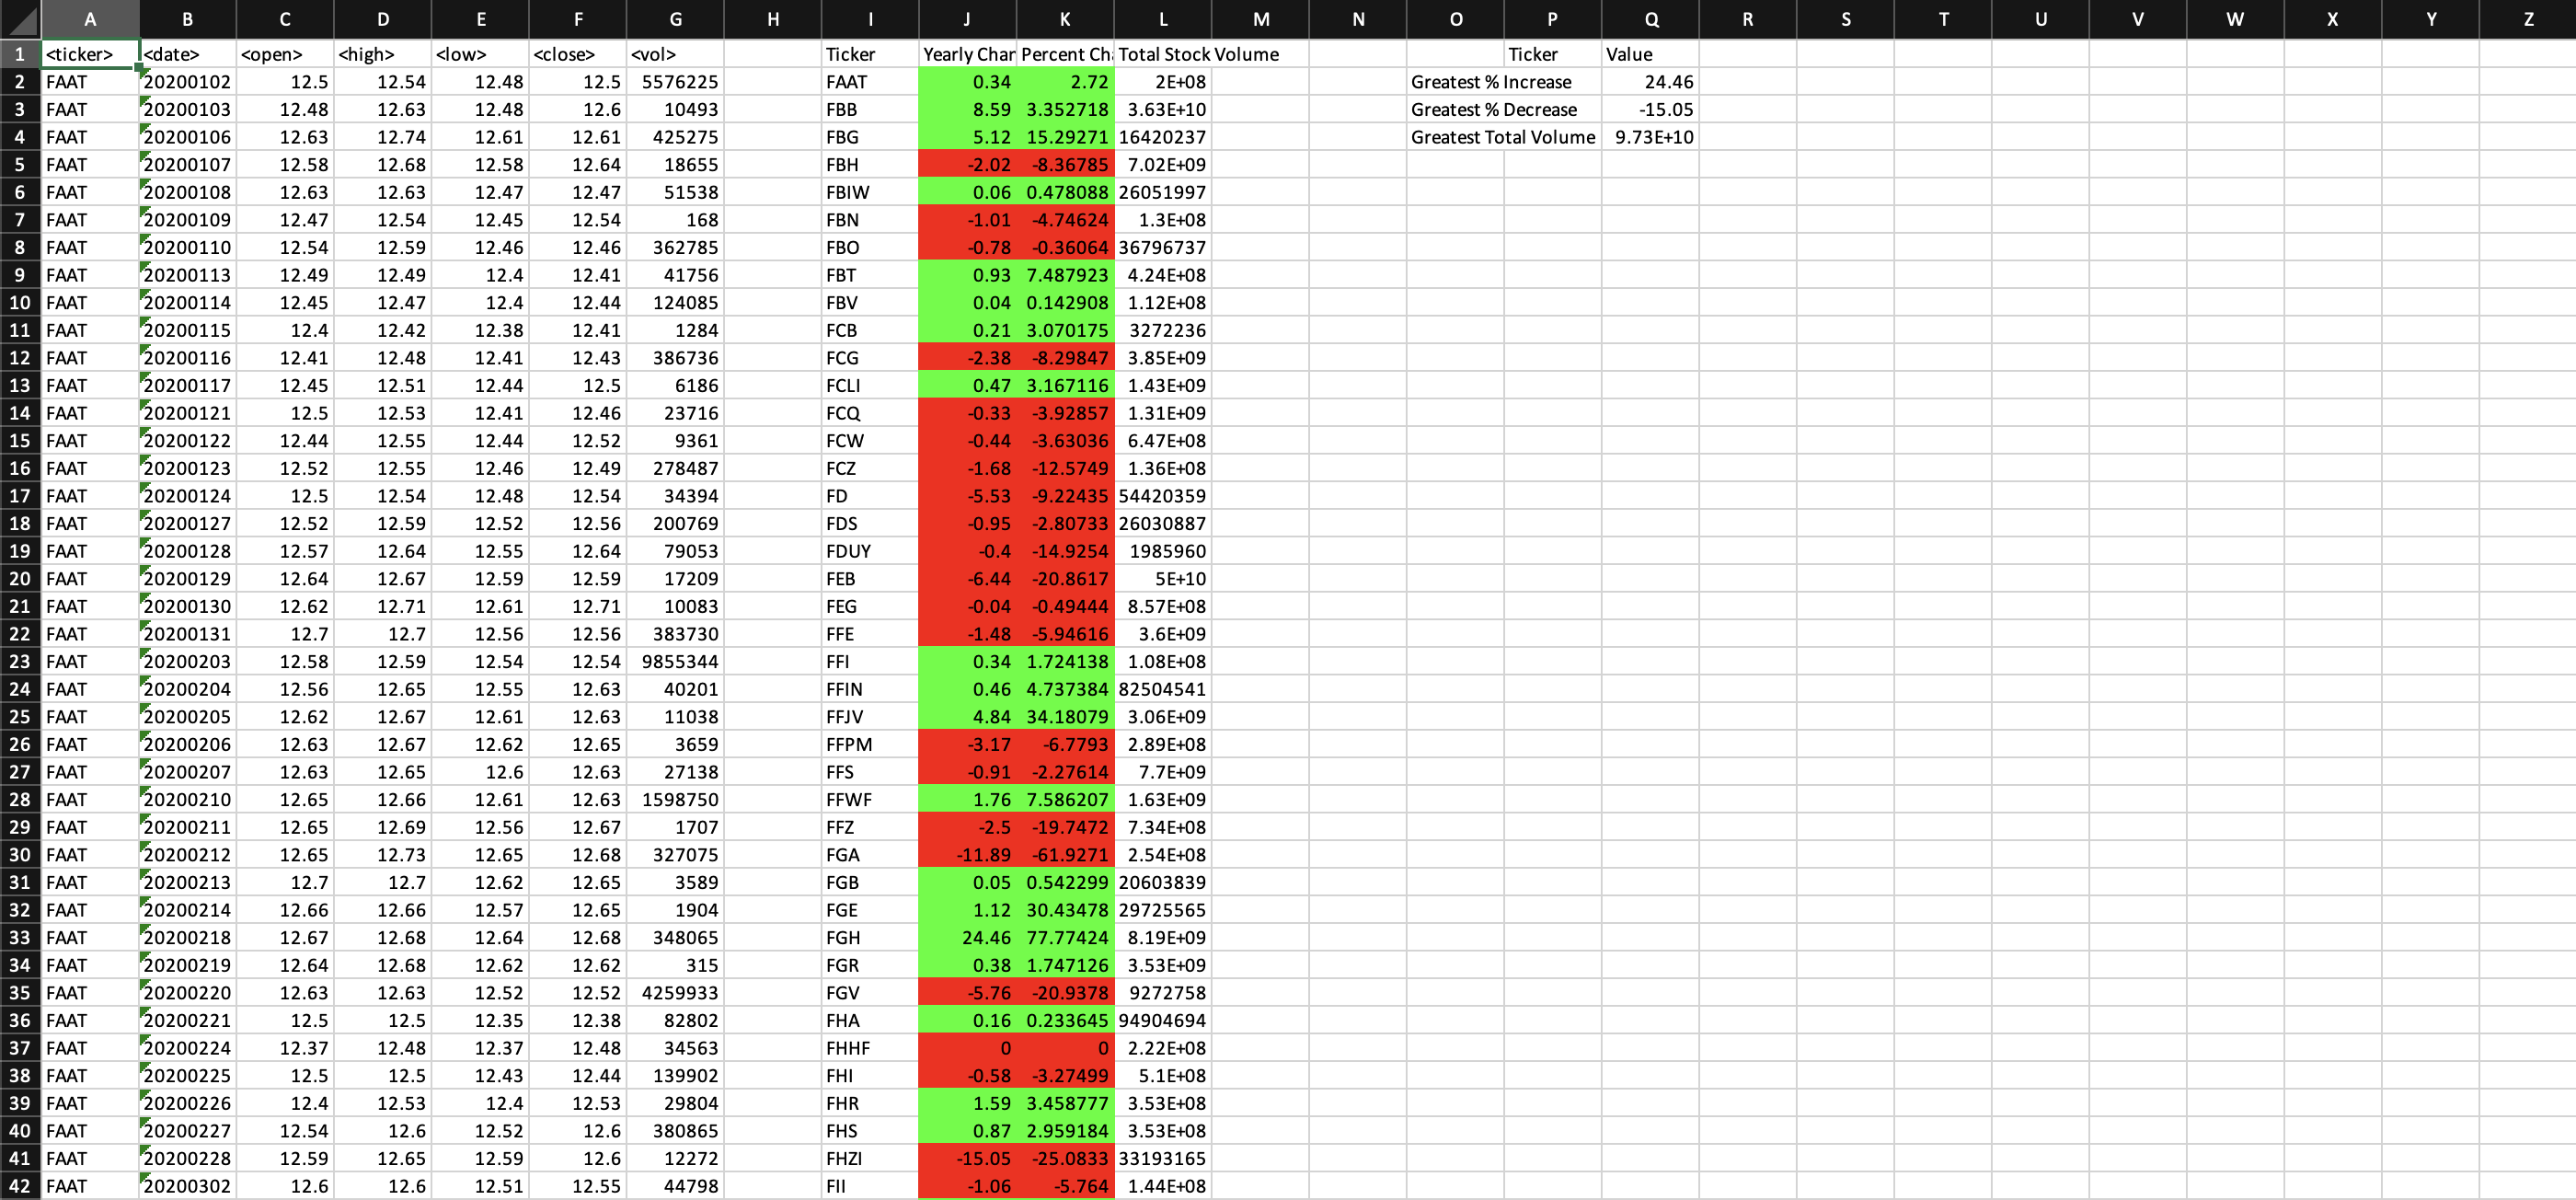 A B C D E F G H I J K L M N O P Q R S T U V W X Y Z
1 <ticker> <date> <open> <high> <low> <close> <vol> Ticker Yearly Char Percent Ch Total Stock Volume Ticker Value
2 FAAT 20200102 12.5 12.54 12.48 12.5 5576225 FAAT 0.34 2.72 2E+08 Greatest % Increase 24.46
3 FAAT 20200103 12.48 12.63 12.48 12.6 10493 FBB 8.59 3.352718 3.63E+10 Greatest % Decrease -15.05
4 FAAT 20200106 12.63 12.74 12.61 12.61 425275 FBG 5.12 15.29271 16420237 Greatest Total Volume 9.73E+10
5 FAAT 20200107 12.58 12.68 12.58 12.64 18655 FBH -2.02 -8.36785 7.02E+09
6 FAAT 20200108 12.63 12.63 12.47 12.47 51538 FBIW 0.06 0.478088 26051997
7 FAAT 20200109 12.47 12.54 12.45 12.54 168 FBN -1.01 -4.74624 1.3E+08
8 FAAT 20200110 12.54 12.59 12.46 12.46 362785 FBO -0.78 -0.36064 36796737
9 FAAT 20200113 12.49 12.49 12.4 12.41 41756 FBT 0.93 7.487923 4.24E+08
10 FAAT 20200114 12.45 12.47 12.4 12.44 124085 FBV 0.04 0.142908 1.12E+08
11 FAAT 20200115 12.4 12.42 12.38 12.41 1284 FCB 0.21 3.070175 3272236
12 FAAT 20200116 12.41 12.48 12.41 12.43 386736 FCG -2.38 -8.29847 3.85E+09
13 FAAT 20200117 12.45 12.51 12.44 12.5 6186 FCLI 0.47 3.167116 1.43E+09
14 FAAT 20200121 12.5 12.53 12.41 12.46 23716 FCQ -0.33 -3.92857 1.31E+09
15 FAAT 20200122 12.44 12.55 12.44 12.52 9361 FCW -0.44 -3.63036 6.47E+08
16 FAAT 20200123 12.52 12.55 12.46 12.49 278487 FCZ -1.68 -12.5749 1.36E+08
17 FAAT 20200124 12.5 12.54 12.48 12.54 34394 FD -5.53 -9.22435 54420359
18 FAAT 20200127 12.52 12.59 12.52 12.56 200769 FDS -0.95 -2.80733 26030887
19 FAAT 20200128 12.57 12.64 12.55 12.64 79053 FDUY -0.4 -14.9254 1985960
20 FAAT 20200129 12.64 12.67 12.59 12.59 17209 FEB -6.44 -20.8617 5E+10
21 FAAT 20200130 12.62 12.71 12.61 12.71 10083 FEG -0.04 -0.49444 8.57E+08
22 FAAT 20200131 12.7 12.7 12.56 12.56 383730 FFE -1.48 -5.94616 3.6E+09
23 FAAT 20200203 12.58 12.59 12.54 12.54 9855344 FFI 0.34 1.724138 1.08E+08
24 FAAT 20200204 12.56 12.65 12.55 12.63 40201 FFIN 0.46 4.737384 82504541
25 FAAT 20200205 12.62 12.67 12.61 12.63 11038 FFJV 4.84 34.18079 3.06E+09
26 FAAT 20200206 12.63 12.67 12.62 12.65 3659 FFPM -3.17 -6.7793 2.89E+08
27 FAAT 20200207 12.63 12.65 12.6 12.63 27138 FFS -0.91 -2.27614 7.7E+09
28 FAAT 20200210 12.65 12.66 12.61 12.63 1598750 FFWF 1.76 7.586207 1.63E+09
29 FAAT 20200211 12.65 12.69 12.56 12.67 1707 FFZ -2.5 -19.7472 7.34E+08
30 FAAT 20200212 12.65 12.73 12.65 12.68 327075 FGA -11.89 -61.9271 2.54E+08
31 FAAT 20200213 12.7 12.7 12.62 12.65 3589 FGB 0.05 0.542299 20603839
32 FAAT 20200214 12.66 12.66 12.57 12.65 1904 FGE 1.12 30.43478 29725565
33 FAAT 20200218 12.67 12.68 12.64 12.68 348065 FGH 24.46 77.77424 8.19E+09
34 FAAT 20200219 12.64 12.68 12.62 12.62 315 FGR 0.38 1.747126 3.53E+09
35 FAAT 20200220 12.63 12.63 12.52 12.52 4259933 FGV -5.76 -20.9378 9272758
36 FAAT 20200221 12.5 12.5 12.35 12.38 82802 FHA 0.16 0.233645 94904694
37 FAAT 20200224 12.37 12.48 12.37 12.48 34563 FHHF 0 0 2.22E+08
38 FAAT 20200225 12.5 12.5 12.43 12.44 139902 FHI -0.58 -3.27499 5.1E+08
39 FAAT 20200226 12.4 12.53 12.4 12.53 29804 FHR 1.59 3.458777 3.53E+08
40 FAAT 20200227 12.54 12.6 12.52 12.6 380865 FHS 0.87 2.959184 3.53E+08
41 FAAT 20200228 12.59 12.65 12.59 12.6 12272 FHZI -15.05 -25.0833 33193165
42 FAAT 20200302 12.6 12.6 12.51 12.55 44798 FII -1.06 -5.764 1.44E+08